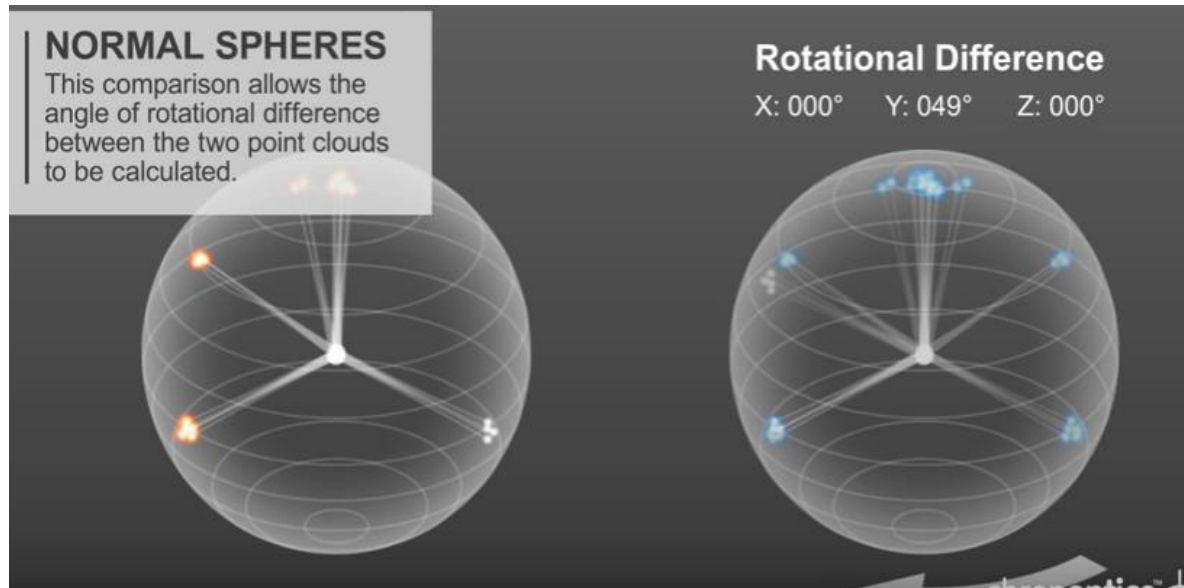 NORMAL SPHERES
This comparison allows the
angle of rotational difference
between the two point clouds
to be calculated.
Rotational Difference
X: 000° Y: 049° Z: 000°